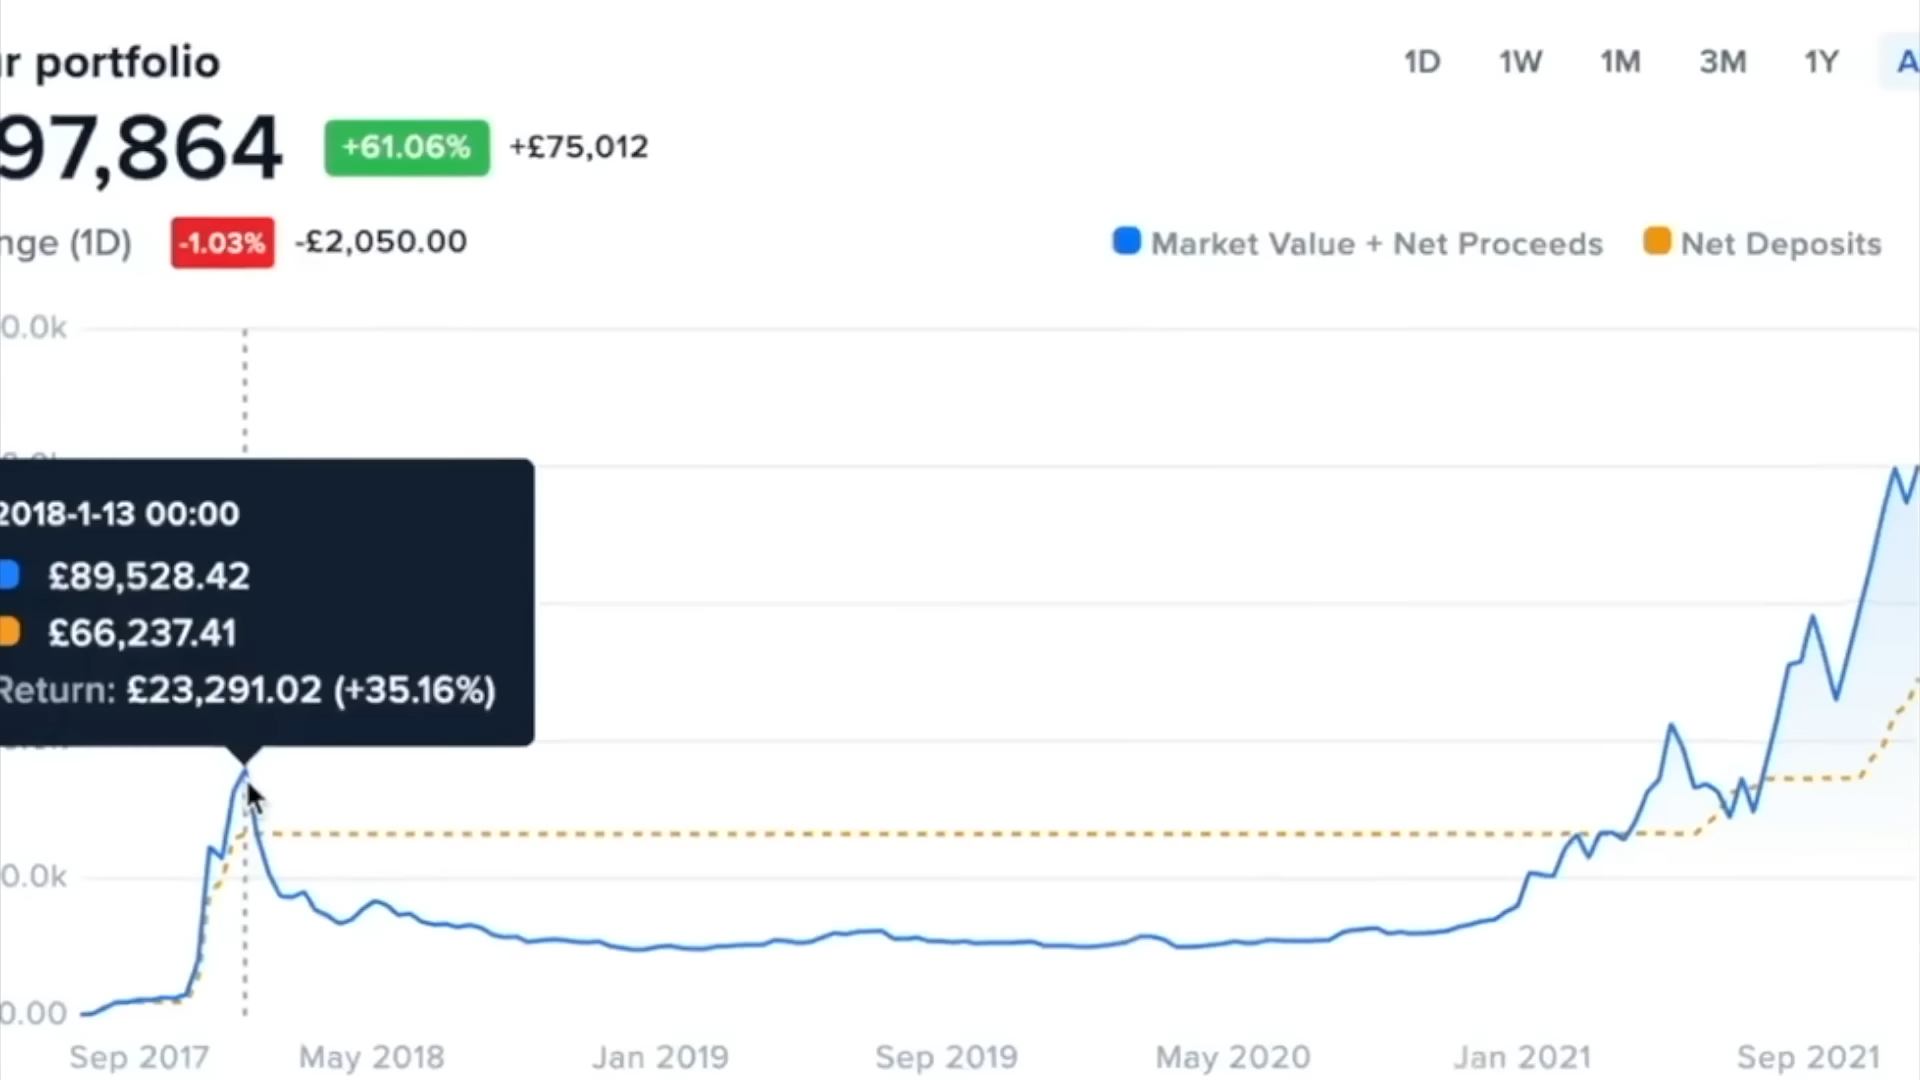 r portfolio
1D 1W 1M 3M 1Y A
97,864 +61.06% +£75,012
nge (1D) -1.03% -£2,050.00
Market Value + Net Proceeds Net Deposits
0.0k
2018-1-13 00:00
£89,528.42
£66,237.41
Return: £23,291.02 (+35.16%)
0.0k
0.00
Sep 2017 May 2018 Jan 2019 Sep 2019 May 2020 Jan 2021 Sep 2021